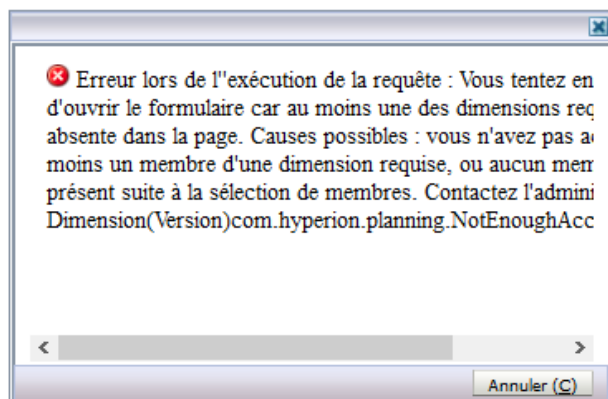 Erreur lors de l''exécution de la requête : Vous tentez en
d'ouvrir le formulaire car au moins une des dimensions req
absente dans la page. Causes possibles : vous n'avez pas a
moins un membre d'une dimension requise, ou aucun mem
présent suite à la sélection de membres. Contactez l'admini
Dimension(Version)com.hyperion.planning.NotEnoughAcc
Annuler (C)